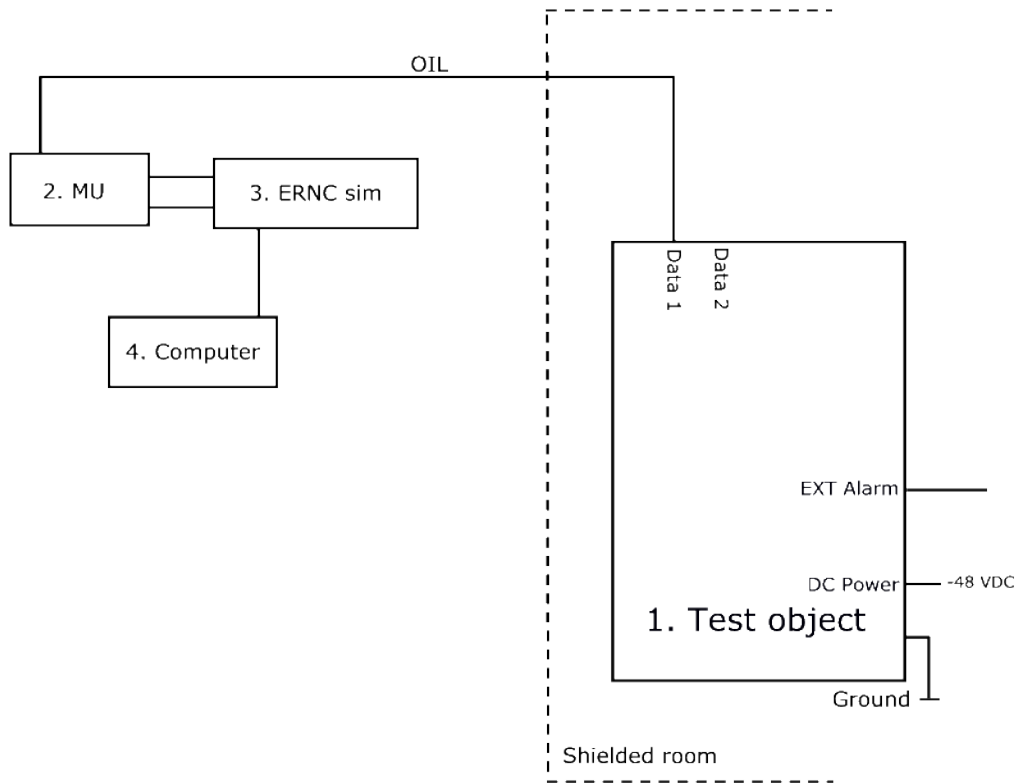 OIL
2. MU
3. ERNC sim
4. Computer
Data 1
Data 2
EXT Alarm
DC Power
-48 VDC
1. Test object
Ground
Shielded room